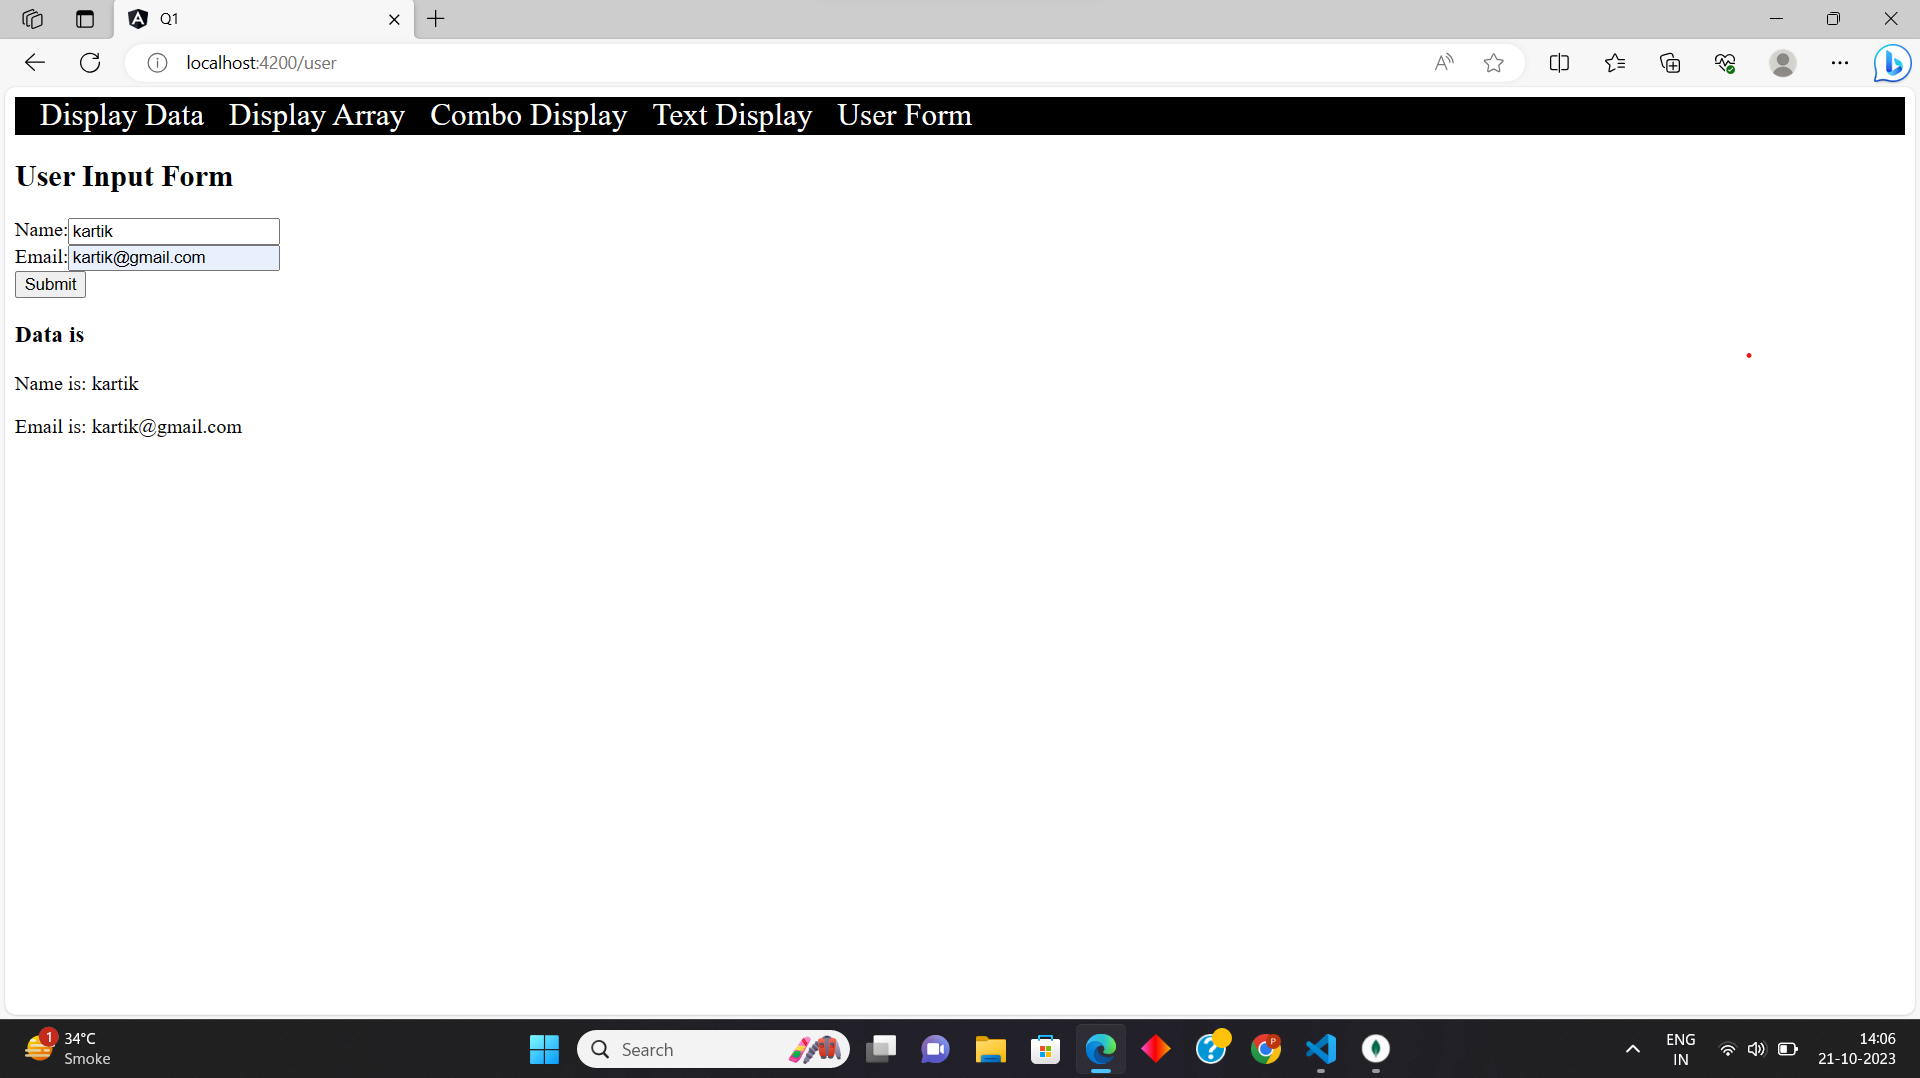 Q1
localhost:4200/user
Display Data Display Array Combo Display Text Display User Form
User Input Form
Name: kartik
Email: kartik@gmail.com
Submit
Data is
Name is: kartik
Email is: kartik@gmail.com
1
34°C
Smoke
Search
P
ENG
IN
14:06
21-10-2023